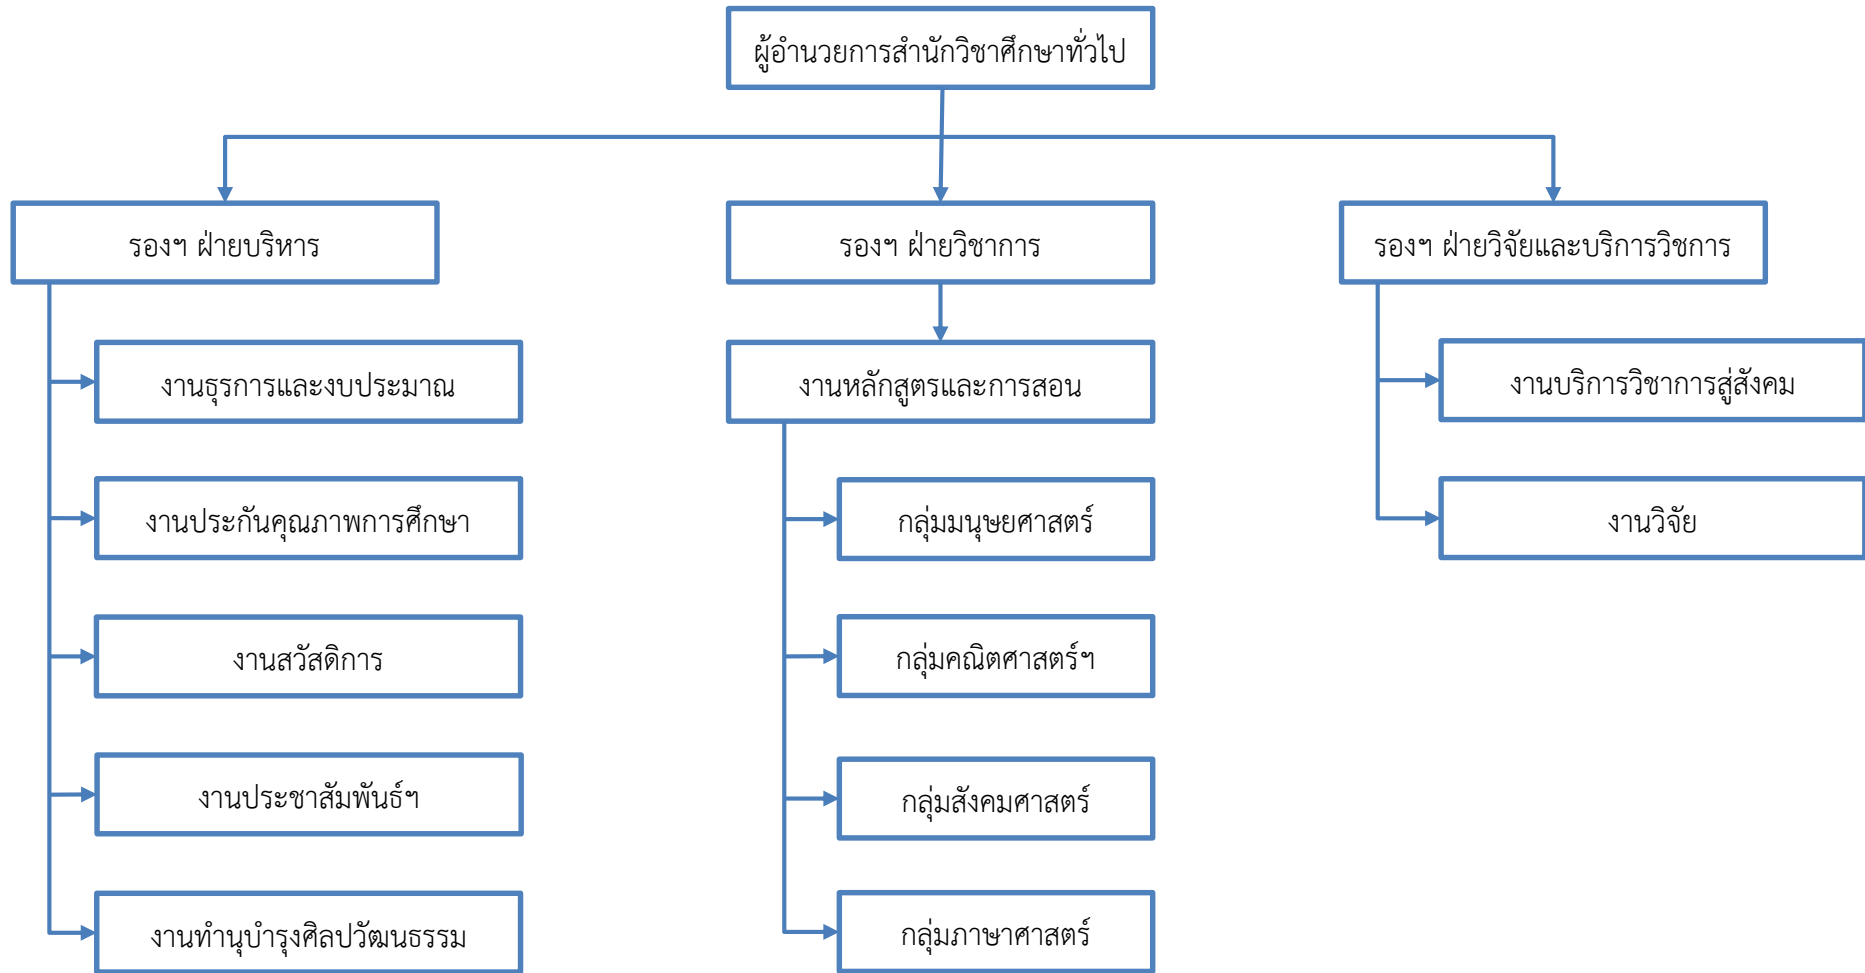 ผู้อำนวยการสำนักวิชาศึกษาทั่วไป
รองฯ ฝ่ายบริหาร
รองฯ ฝ่ายวิชาการ
รองฯ ฝ่ายวิจัยและบริการวิชการ
งานธุรการและงบประมาณ
งานหลักสูตรและการสอน
งานบริการวิชาการสู่สังคม
งานประกันคุณภาพการศึกษา
กลุ่มมนุษยศาสตร์
งานวิจัย
งานสวัสดิการ
กลุ่มคณิตศาสตร์ฯ
งานประชาสัมพันธ์ฯ
กลุ่มสังคมศาสตร์
งานทำนุบำรุงศิลปวัฒนธรรม
กลุ่มภาษาศาสตร์